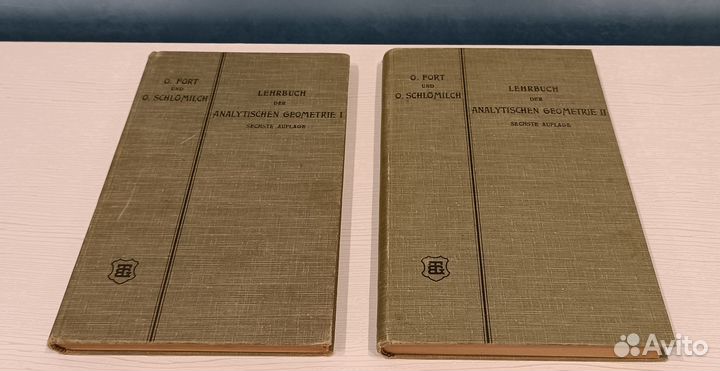 O. FORT
UND
O. SCHLÖMILCH
LEHRBUCH
DER
ANALYTISCHEN GEOMETRIE I
SECHSTE AUFLAGE
O. FORT
UND
O. SCHLÖMILCH
LEHRBUCH
DER
ANALYTISCHEN GEOMETRIE II
SECHSTE AUFLAGE
Avito